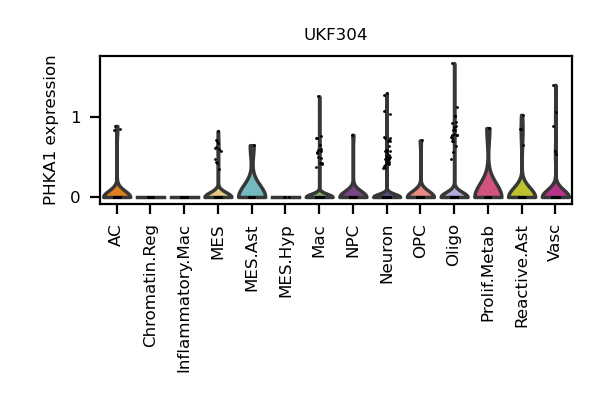 UKF304
PHKA1 expression
1
0
AC
Chromatin.Reg
Inflammatory.Mac
MES
MES.Ast
MES.Hyp
Mac
NPC
Neuron
OPC
Oligo
Prolif.Metab
Reactive.Ast
Vasc